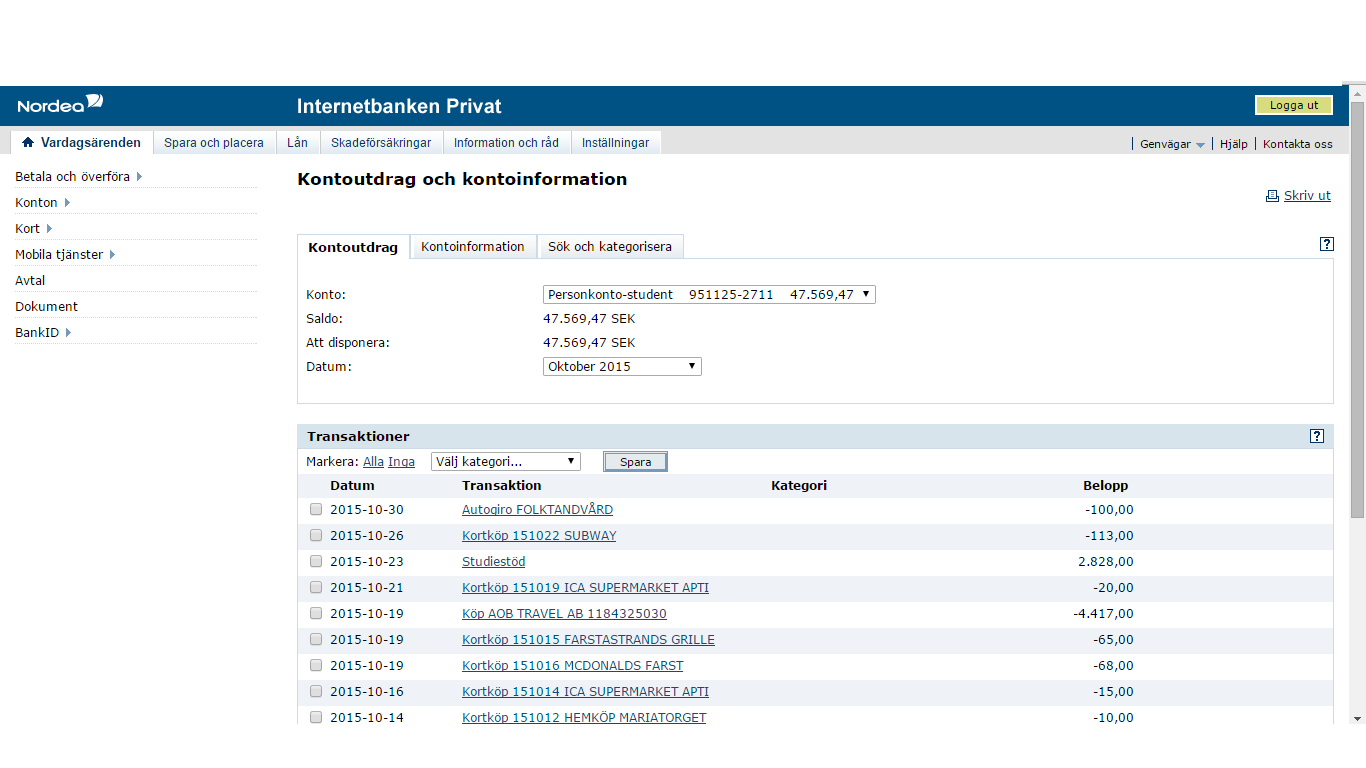 Nordea
Internetbanken Privat
Logga ut
Vardagsärenden Spara och placera Lån Skadeförsäkringar Information och råd Inställningar
Genvägar Hjälp Kontakta oss
Betala och överföra
Konton
Kort
Mobila tjänster
Avtal
Dokument
BankID
Kontoutdrag och kontoinformation
Skriv ut
Kontoutdrag Kontoinformation Sök och kategorisera ?
Konto: Personkonto-student 951125-2711 47.569,47
Saldo: 47.569,47 SEK
Att disponera: 47.569,47 SEK
Datum: Oktober 2015
Transaktioner ?
Markera: Alla Inga Välj kategori... Spara
Datum Transaktion Kategori Belopp
2015-10-30 Autogiro FOLKTANDVÅRD -100,00
2015-10-26 Kortköp 151022 SUBWAY -113,00
2015-10-23 Studiestöd 2.828,00
2015-10-21 Kortköp 151019 ICA SUPERMARKET APTI -20,00
2015-10-19 Köp AOB TRAVEL AB 1184325030 -4.417,00
2015-10-19 Kortköp 151015 FARSTASTRANDS GRILLE -65,00
2015-10-19 Kortköp 151016 MCDONALDS FARST -68,00
2015-10-16 Kortköp 151014 ICA SUPERMARKET APTI -15,00
2015-10-14 Kortköp 151012 HEMKÖP MARIATORGET -10,00